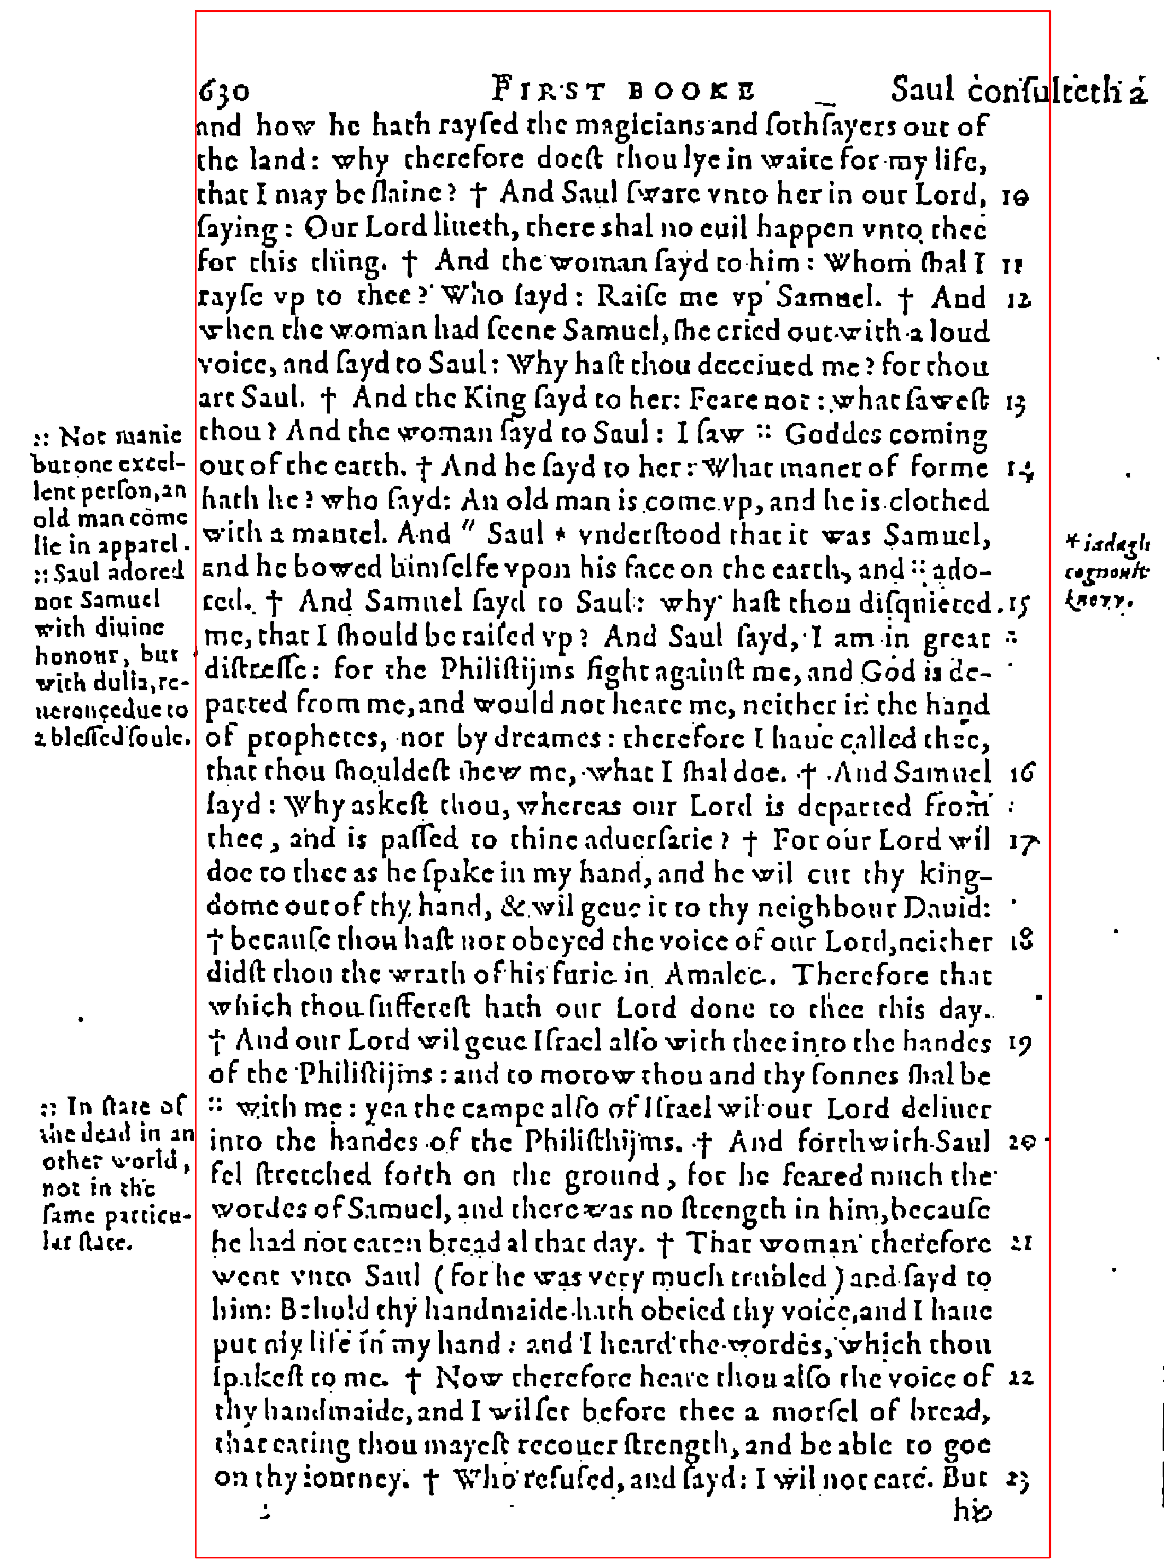 630 FIRST BOOKE Saul consulteth a
and how he hath rayſed the magicians and ſothſayers out of
the land: why therefore doeſt thou lye in waite for my life,
that I may be ſlaine? † And Saul ſware vnto her in our Lord, 10
ſaying: Our Lord liueth, there shal no euil happen vnto thee
for this thing. † And the woman ſayd to him: Whom ſhal I 11
rayſe vp to thee? Who ſayd: Raiſe me vp Samuel. † And 12
when the woman had ſeene Samuel, ſhe cried out with a loud
voice, and ſayd to Saul: Why haſt thou deceiued me? for thou
art Saul. † And the King ſayd to her: Feare not: what ſaweſt 13
thou? And the woman ſayd to Saul: I ſaw :: Goddes coming
out of the earth. † And he ſayd to her: What maner of forme 14
hath he? who ſayd: An old man is come vp, and he is clothed
with a mantel. And " Saul * vnderſtood that it was Samuel,
and he bowed himſelfe vpon his face on the earth, and :: ado-
red. † And Samuel ſayd to Saul: why haſt thou diſquieted 15
me, that I ſhould be raiſed vp? And Saul ſayd, I am in great
diſtreſſe: for the Philiſtijms fight againſt me, and God is de-
parted from me, and would not heare me, neither in the hand
of prophetes, nor by dreames: therefore I haue called thee,
that thou ſhouldeſt ſhew me, what I ſhal doe. † And Samuel 16
ſayd: Why askeſt thou, whereas our Lord is departed from
thee, and is paſſed to thine aduerſarie? † For our Lord wil 17
doe to thee as he ſpake in my hand, and he wil cut thy king-
dome out of thy hand, & wil geue it to thy neighbour Dauid:
† becauſe thou haſt not obeyed the voice of our Lord, neither 18
didſt thou the wrath of his furie in Amalec. Therefore that
which thou ſuffereſt hath our Lord done to thee this day.
† And our Lord wil geue Iſrael alſo with thee into the handes 19
of the Philiſtijms: and to morow thou and thy ſonnes ſhal be
:: with me: yea the campe alſo of Iſrael wil our Lord deliuer
into the handes of the Philiſthijms. † And forthwith Saul 20
fel ſtretched forth on the ground, for he feared much the
wordes of Samuel, and there was no ſtrength in him, becauſe
he had not eaten bread al that day. † That woman therefore 21
went vnto Saul (for he was very much trubled) and ſayd to
him: Behold thy handmaide hath obeied thy voice, and I haue
put my life in my hand: and I heard the wordes, which thou
ſpakeſt to me. † Now therefore heare thou alſo the voice of 22
thy handmaide, and I wil ſet before thee a morſel of bread,
that eating thou mayeſt recouer ſtrength, and be able to goe
on thy iourney. † Who refuſed, and ſayd: I wil not eate. But 23
his
:: Not manie
but one excel-
lent perſon, an
old man come
lie in apparel.
:: Saul adored
not Samuel
with diuine
honour, but
with dulia, re-
uerence due to
a bleſſed ſoule.
:: In ſtate of
the dead in an
other world,
not in the
ſame particu-
lar ſtate.
* iadagh
cognouit
knevv.